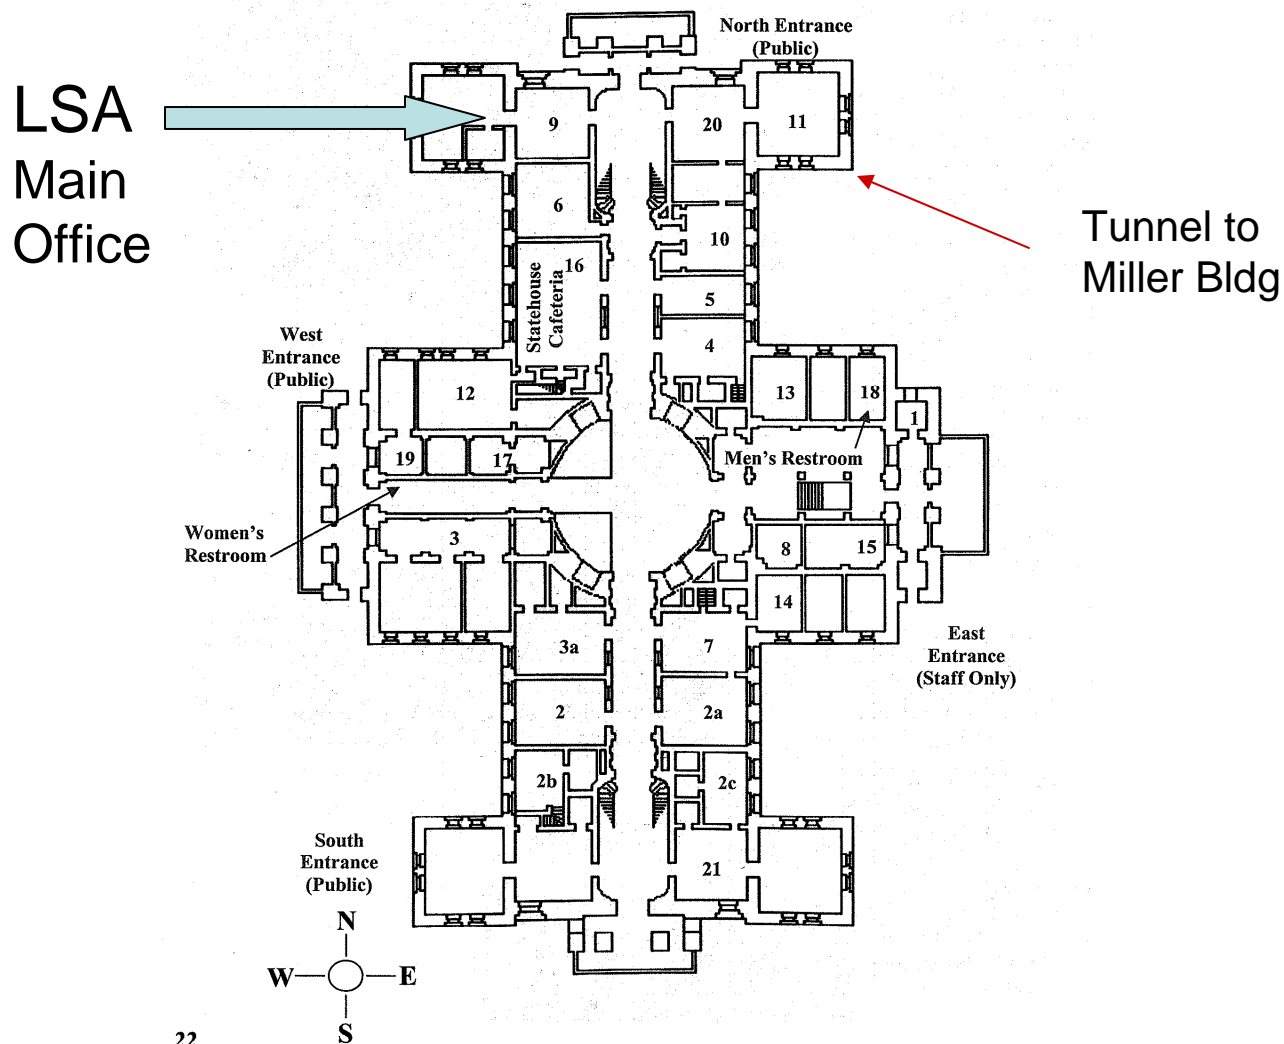 North Entrance
(Public)
LSA
Main
Office
9
20
11
6
10
Tunnel to
Miller Bldg
16
Statehouse
Cafeteria
5
4
West
Entrance
(Public)
12
13
18
1
19
17
Men's Restroom
Women's
Restroom
3
8
15
14
3a
7
East
Entrance
(Staff Only)
2
2a
2b
2c
South
Entrance
(Public)
21
N
W
E
S
22